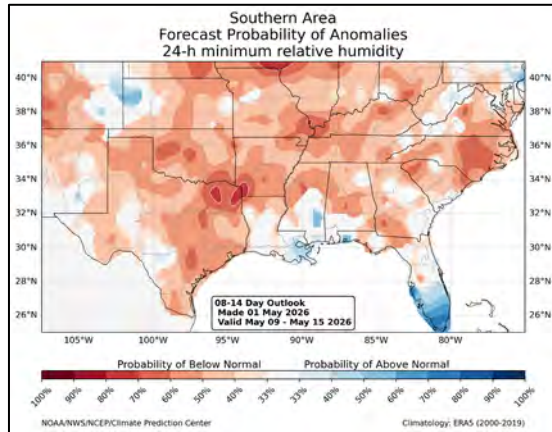 Southern Area
Forecast Probability of Anomalies
24-h minimum relative humidity
40°N 40°N
38°N 38°N
36°N 36°N
34°N 34°N
32°N 32°N
30°N 30°N
28°N 28°N
26°N 26°N
08-14 Day Outlook
Made 01 May 2026
Valid May 09 - May 15 2026
105°W 100°W 95°W 90°W 85°W 80°W
Probability of Below Normal Probability of Above Normal
100% 90% 80% 70% 60% 50% 40% 33% 33% 40% 50% 60% 70% 80% 90% 100%
NOAA/NWS/NCEP/Climate Prediction Center Climatology: ERA5 (2000-2019)